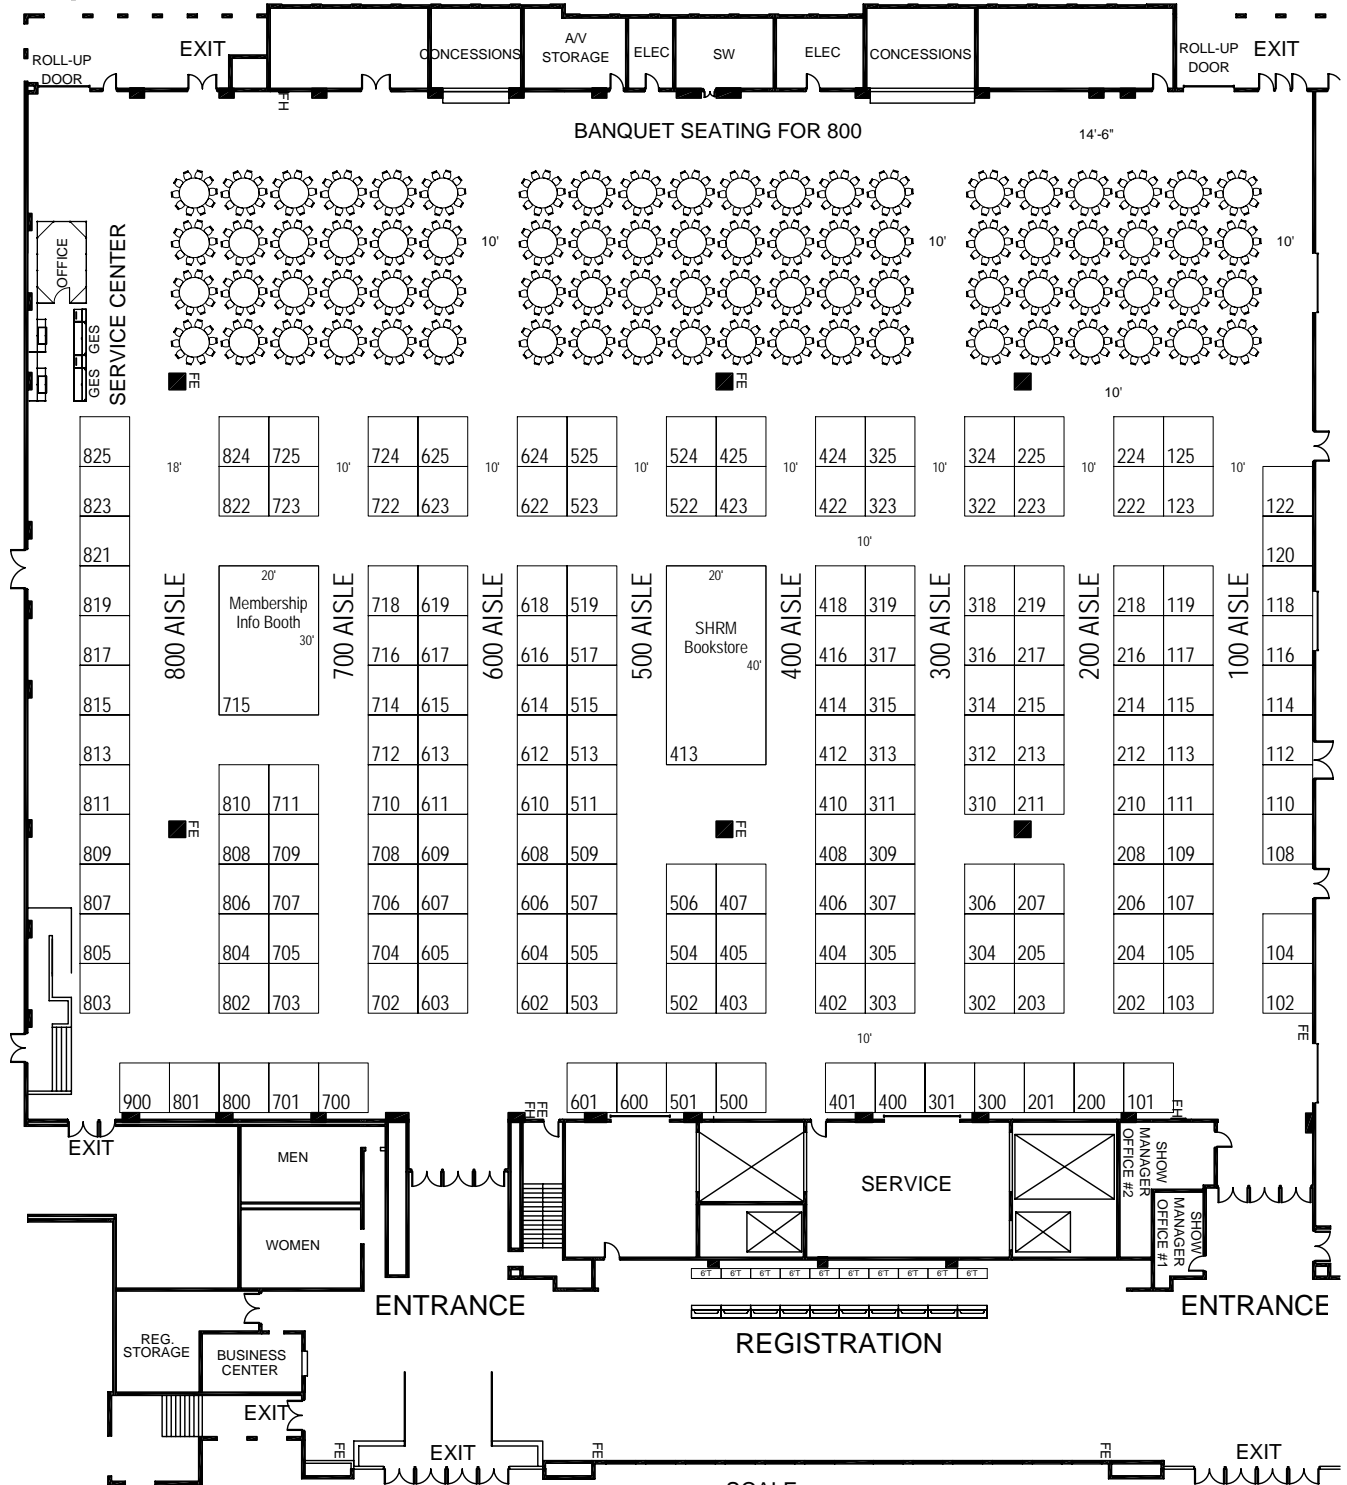 EXIT
ROLL-UP
DOOR
CONCESSIONS
A/V
STORAGE
ELEC
SW
ELEC
CONCESSIONS
ROLL-UP
DOOR
EXIT
FH
BANQUET SEATING FOR 800
14'-6"
10' 10' 10'
OFFICE
SERVICE CENTER
GES GES
FE FE
10'
825 824 725 724 625 624 525 524 425 424 325 324 225 224 125
18' 10' 10' 10' 10' 10' 10' 10'
823 822 723 722 623 622 523 522 423 422 323 322 223 222 123 122
821 10' 120
20' 20'
819 718 619 618 519 418 319 318 219 218 119 118
Membership
Info Booth
30'
SHRM
Bookstore
40'
800 AISLE 700 AISLE 600 AISLE 500 AISLE 400 AISLE 300 AISLE 200 AISLE 100 AISLE
817 716 617 616 517 416 317 316 217 216 117 116
815 715 714 615 614 515 414 315 314 215 214 115 114
813 712 613 612 513 413 412 313 312 213 212 113 112
811 810 711 710 611 610 511 410 311 310 211 210 111 110
FE FE
809 808 709 708 609 608 509 408 309 208 109 108
807 806 707 706 607 606 507 506 407 406 307 306 207 206 107
805 804 705 704 605 604 505 504 405 404 305 304 205 204 105 104
803 802 703 702 603 602 503 502 403 402 303 302 203 202 103 102
10' FE
900 801 800 701 700 601 600 501 500 401 400 301 300 201 200 101
FH FE FH
EXIT
MEN
WOMEN
SERVICE
SHOW
MANAGER
OFFICE #2
SHOW
MANAGER
OFFICE #1
6'T 6'T 6'T 6'T 6'T 6'T 6'T 6'T 6'T 6'T
ENTRANCE
ENTRANCE
REGISTRATION
REG.
STORAGE
BUSINESS
CENTER
EXIT
FE
EXIT
FE
FE
EXIT